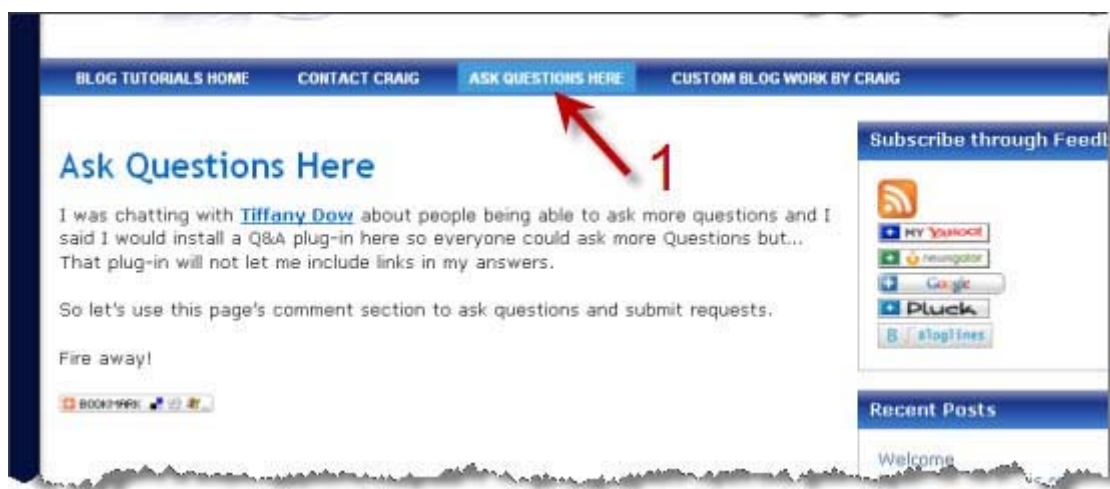 BLOG TUTORIALS HOME CONTACT CRAIG ASK QUESTIONS HERE CUSTOM BLOG WORK BY CRAIG
1
Ask Questions Here
I was chatting with Tiffany Dow about people being able to ask more questions and I
said I would install a Q&A plug-in here so everyone could ask more Questions but...
That plug-in will not let me include links in my answers.
So let's use this page's comment section to ask questions and submit requests.
Fire away!
BOOKMARK
Subscribe through Feed
MY YAHOO!
newsgator
Google
Pluck
Bloglines
Recent Posts
Welcome